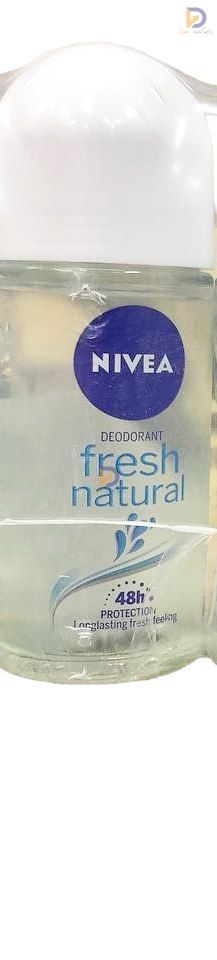 NIVEA
DEODORANT
fresh
natural
48h
PROTECTION
Longlasting fresh feeling